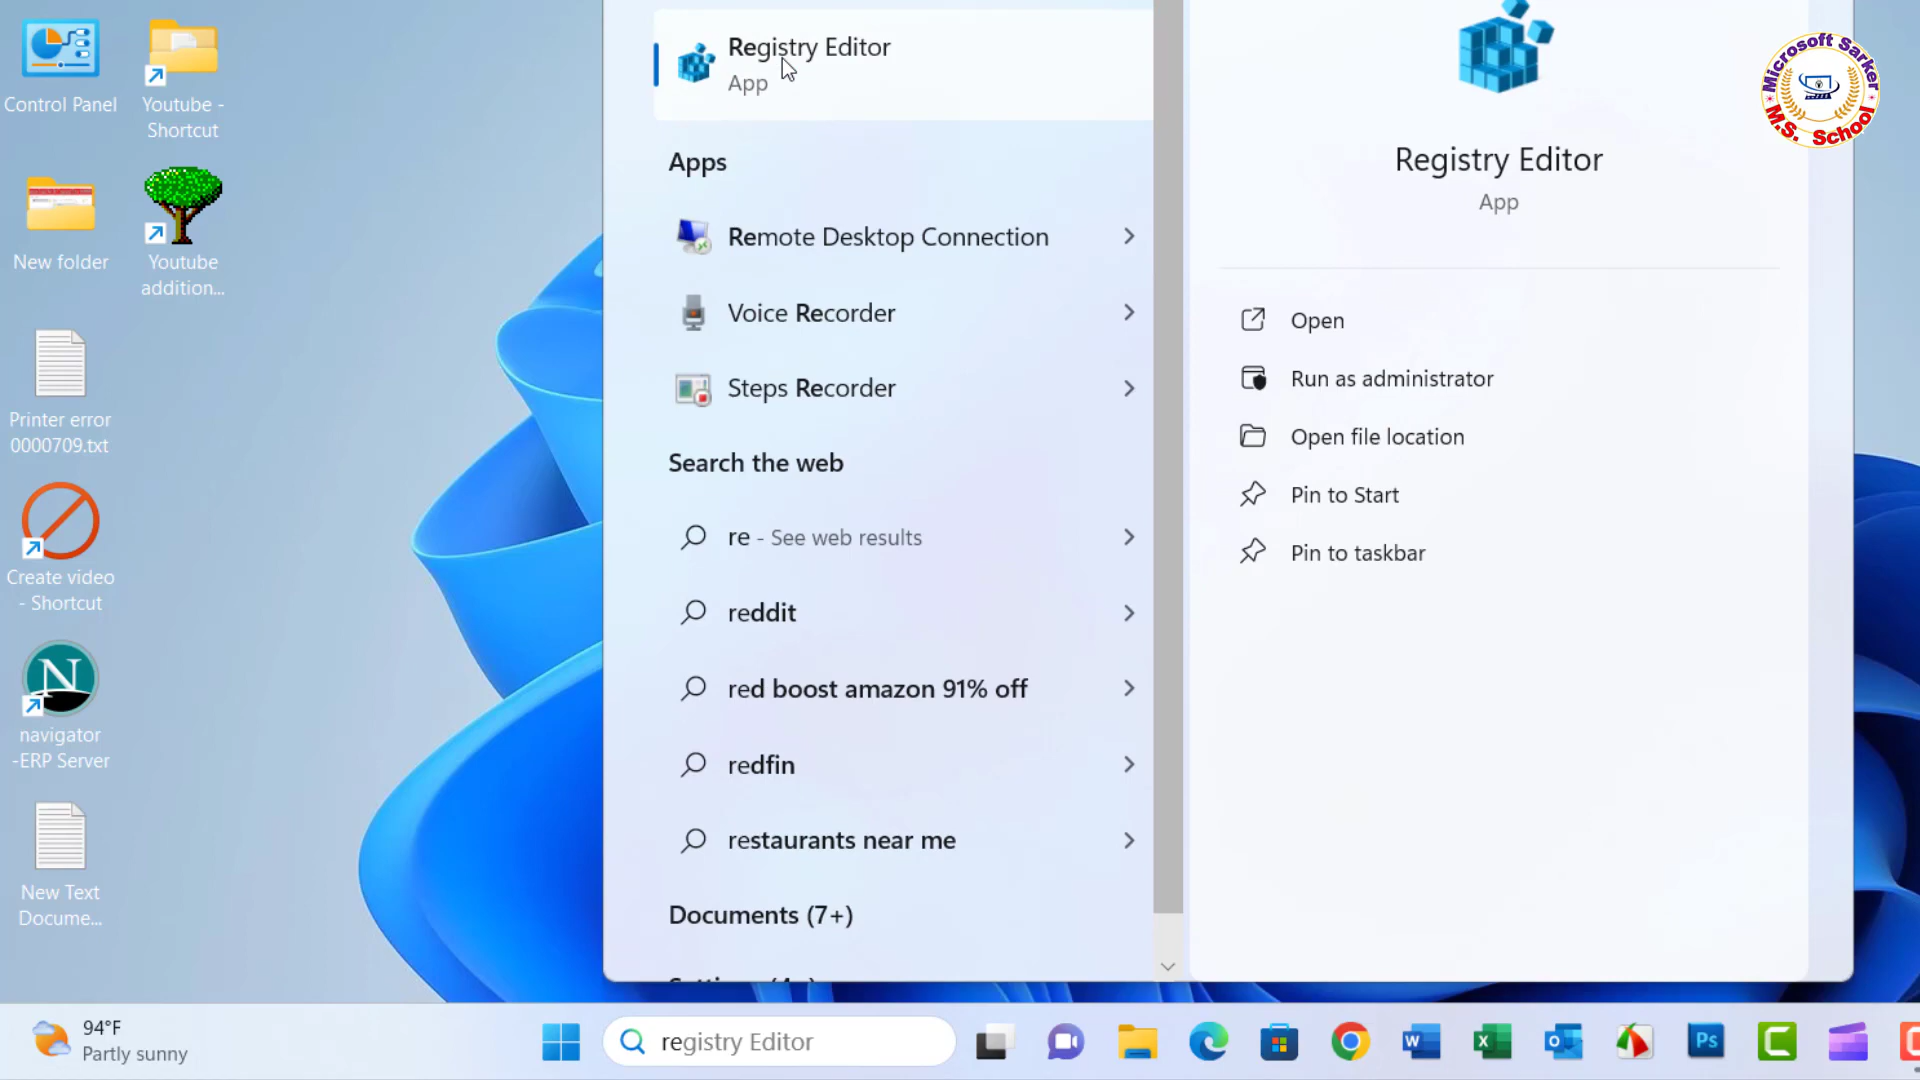 Control Panel
Youtube -
Shortcut
New folder
Youtube
addition...
Printer error
0000709.txt
Create video
- Shortcut
N
navigator
-ERP Server
New Text
Docume...
Registry Editor
App
Apps
Remote Desktop Connection
Voice Recorder
Steps Recorder
Search the web
re - See web results
reddit
red boost amazon 91% off
redfin
restaurants near me
Documents (7+)
Registry Editor
App
Open
Run as administrator
Open file location
Pin to Start
Pin to taskbar
Microsoft Sarker
M.S. School
94°F
Partly sunny
registry Editor
W
X
Ps